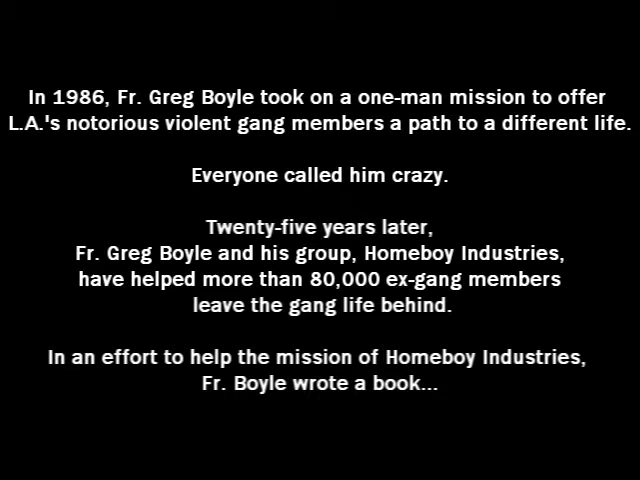 In 1986, Fr. Greg Boyle took on a one-man mission to offer
L.A.'s notorious violent gang members a path to a different life.
Everyone called him crazy.
Twenty-five years later,
Fr. Greg Boyle and his group, Homeboy Industries,
have helped more than 80,000 ex-gang members
leave the gang life behind.
In an effort to help the mission of Homeboy Industries,
Fr. Boyle wrote a book...